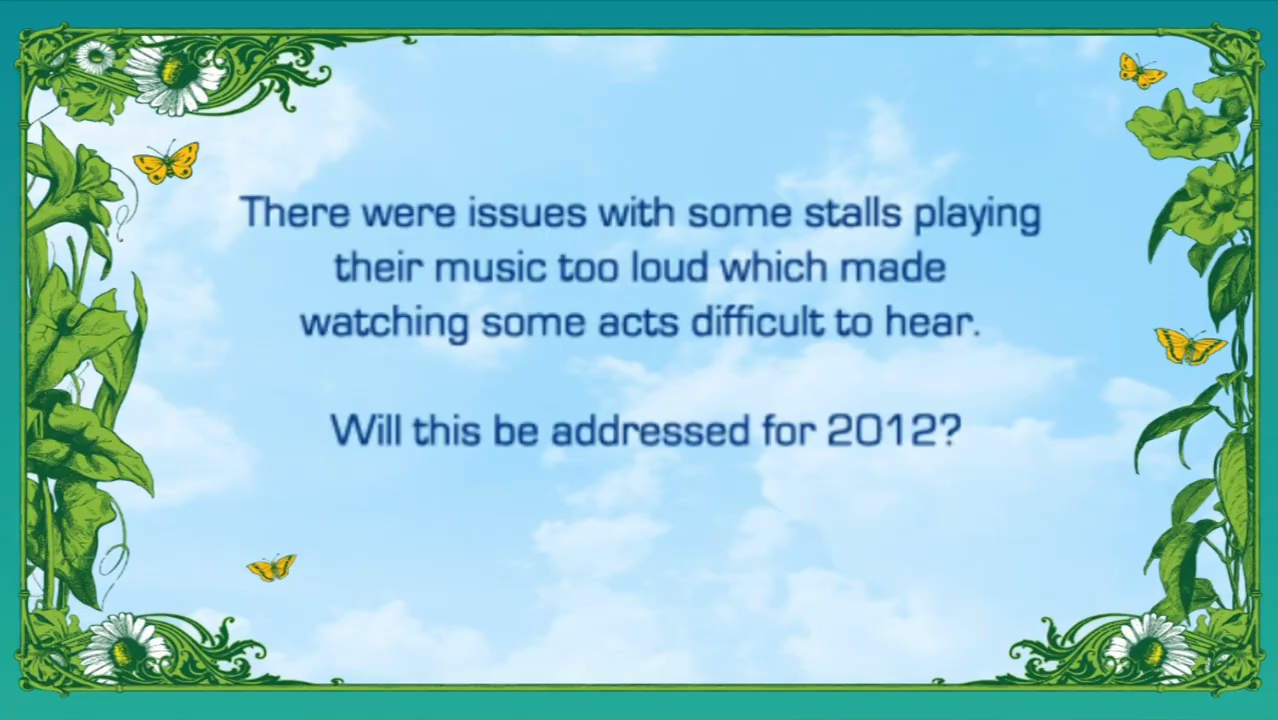 There were issues with some stalls playing
their music too loud which made
watching some acts difficult to hear.
Will this be addressed for 2012?